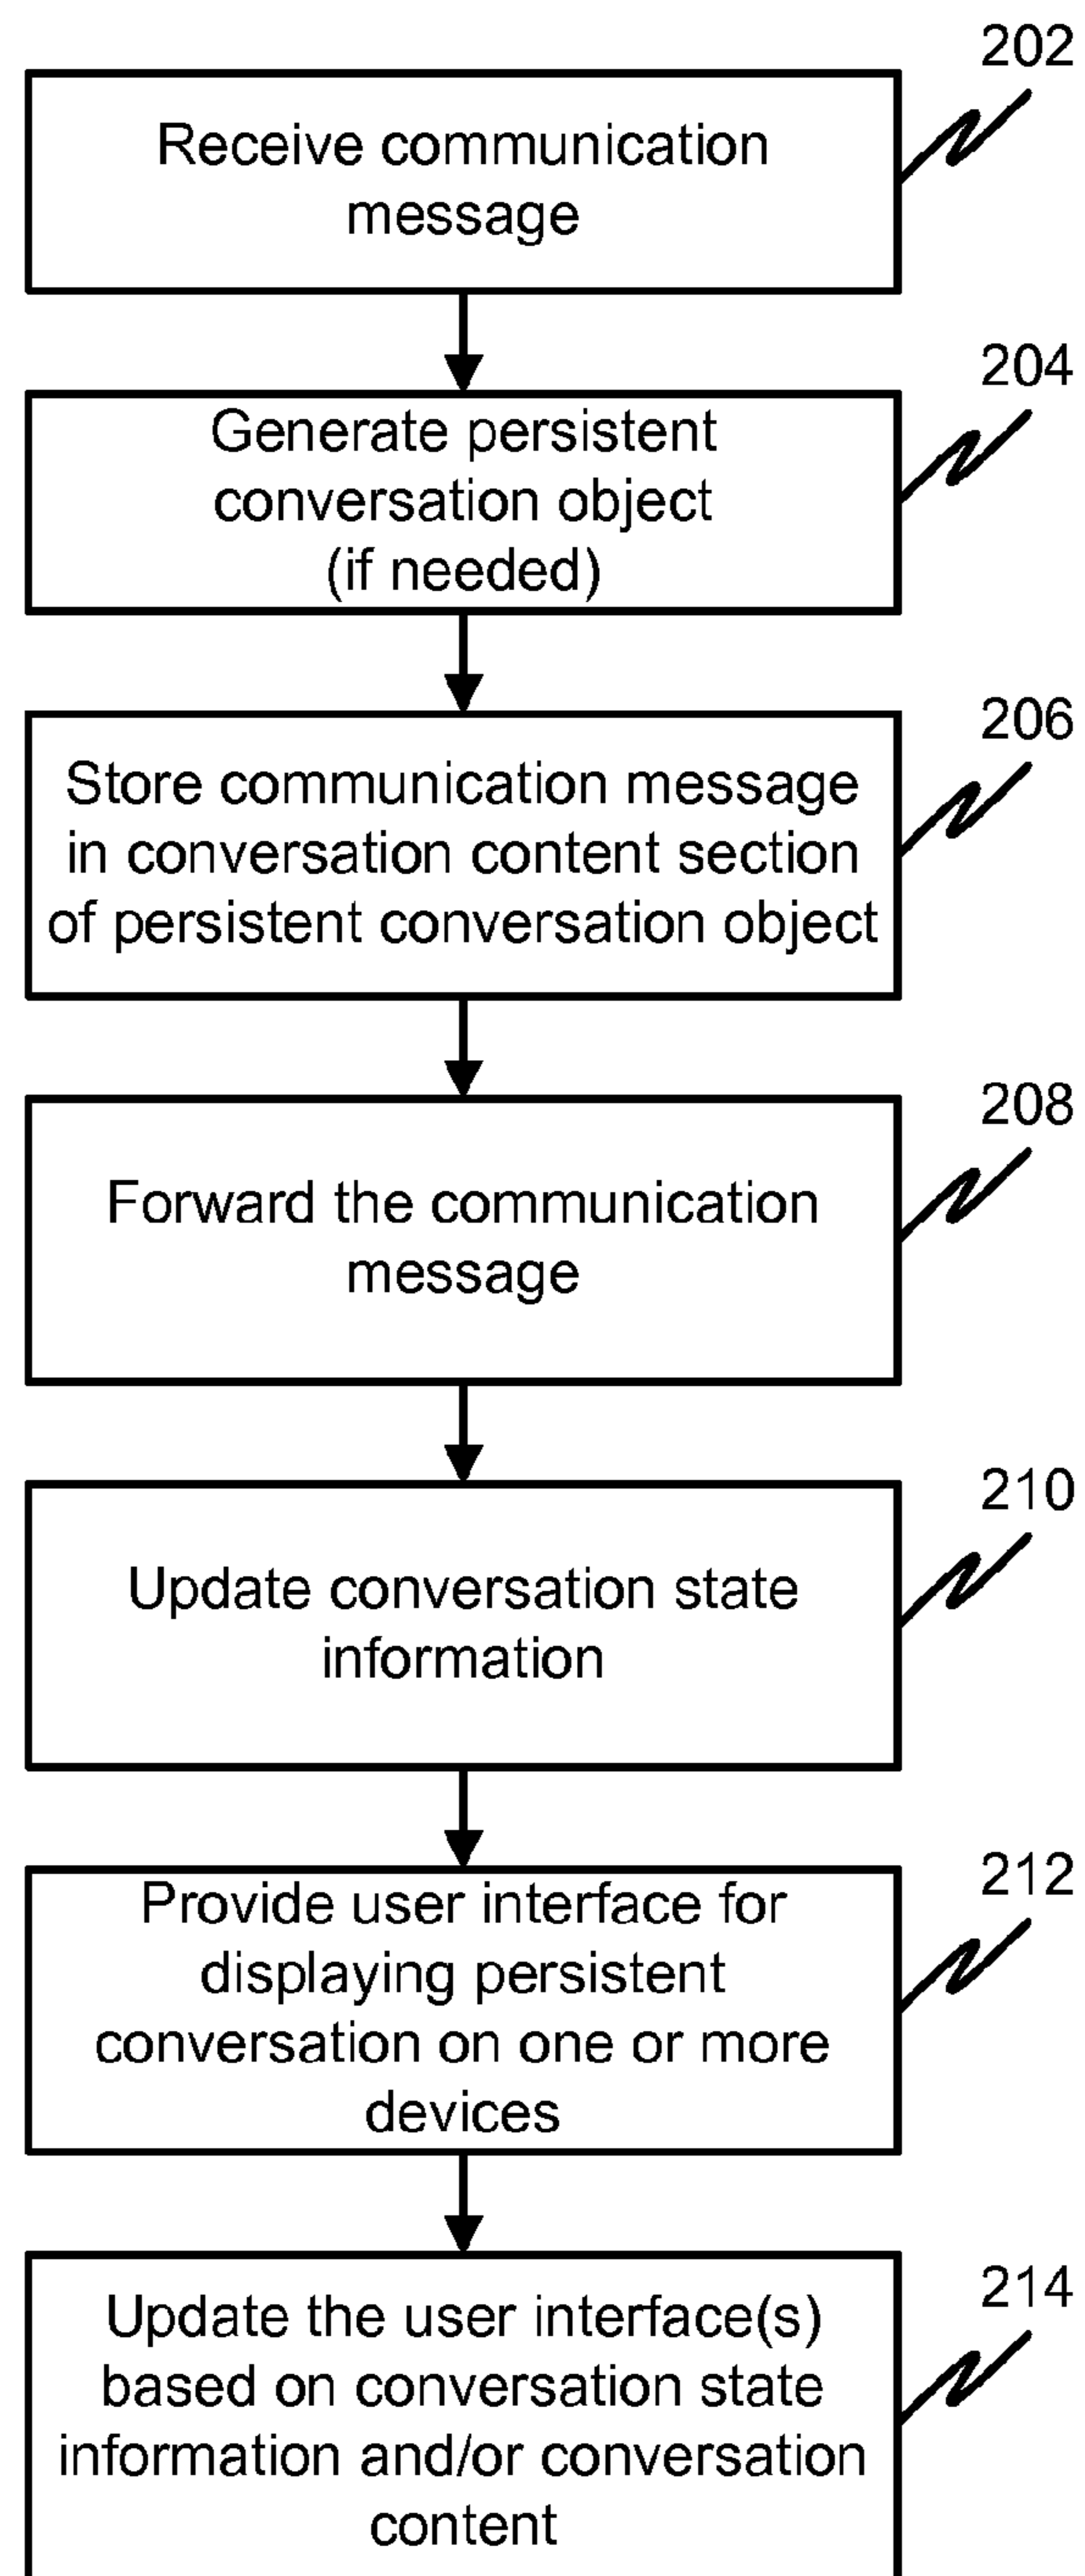 202
Receive communication
message
204
Generate persistent
conversation object
(if needed)
206
Store communication message
in conversation content section
of persistent conversation object
208
Forward the communication
message
210
Update conversation state
information
212
Provide user interface for
displaying persistent
conversation on one or more
devices
214
Update the user interface(s)
based on conversation state
information and/or conversation
content